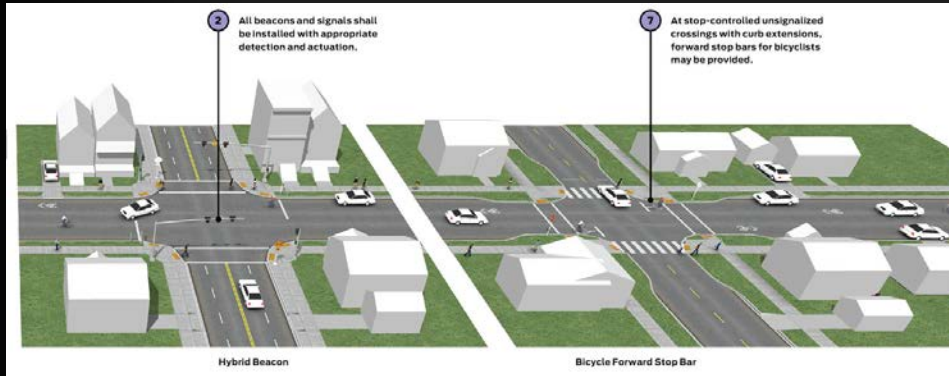 2
All beacons and signals shall
be installed with appropriate
detection and actuation.
7
At stop-controlled unsignalized
crossings with curb extensions,
forward stop bars for bicyclists
may be provided.
Hybrid Beacon
Bicycle Forward Stop Bar